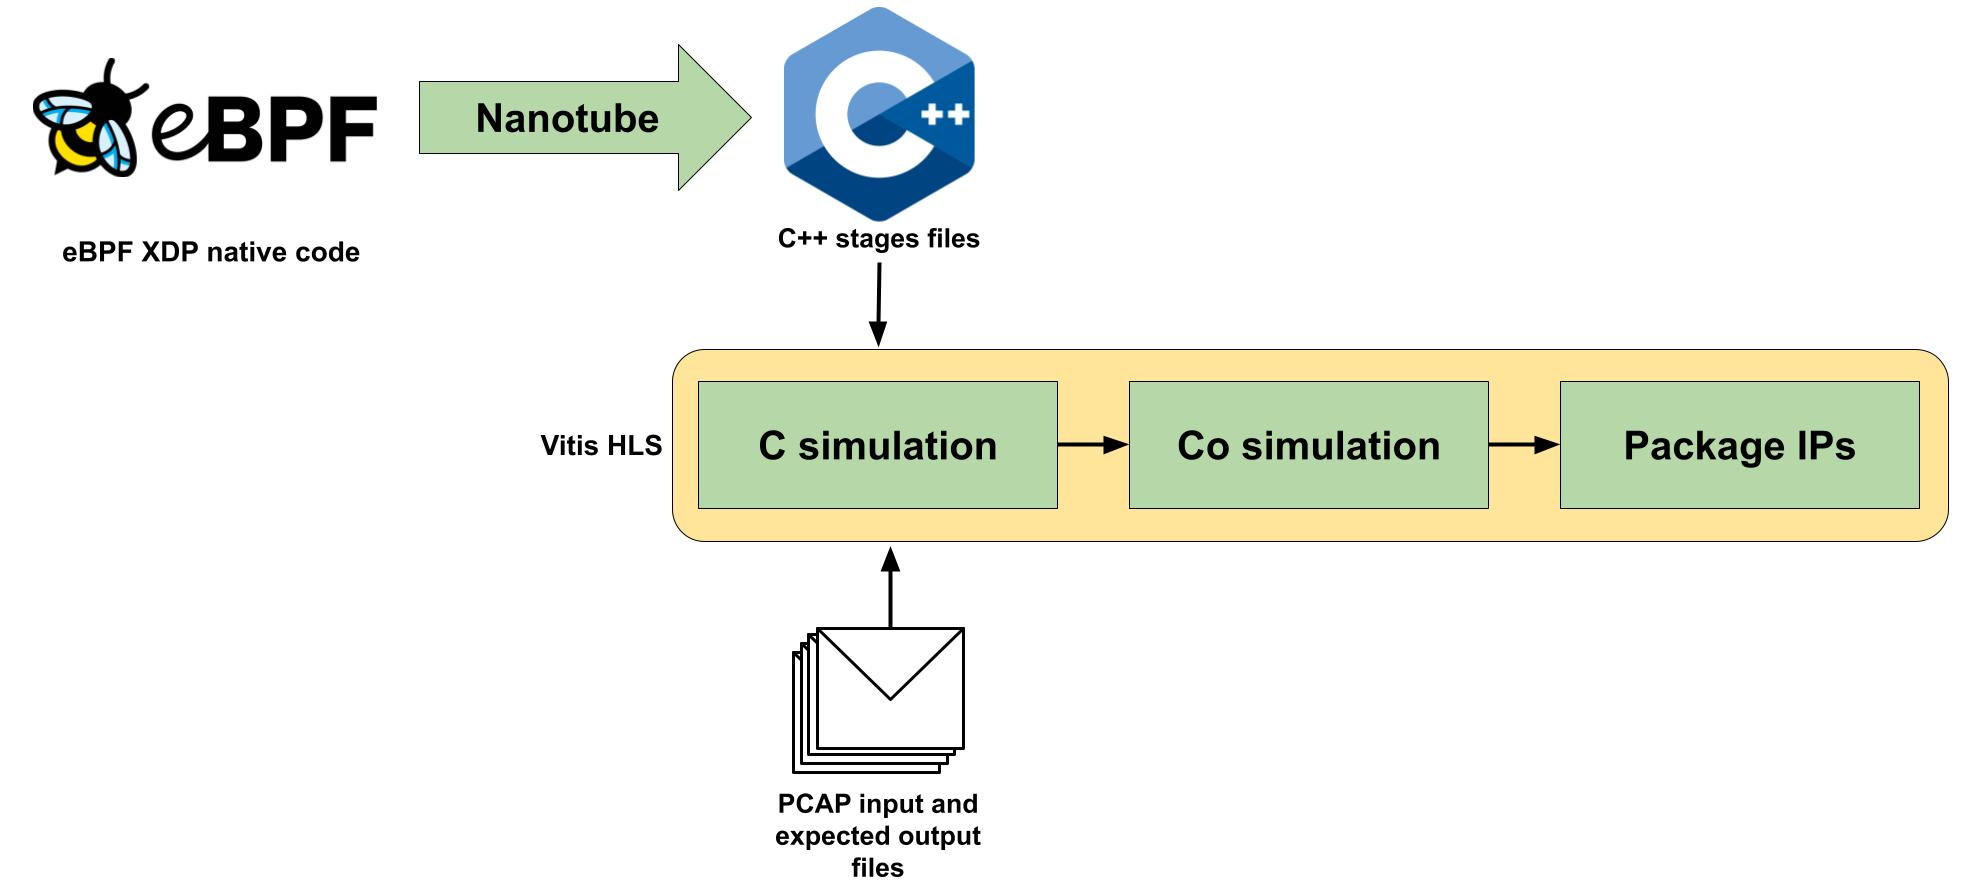 eBPF
Nanotube
C++
eBPF XDP native code
C++ stages files
Vitis HLS
C simulation
Co simulation
Package IPs
PCAP input and
expected output
files